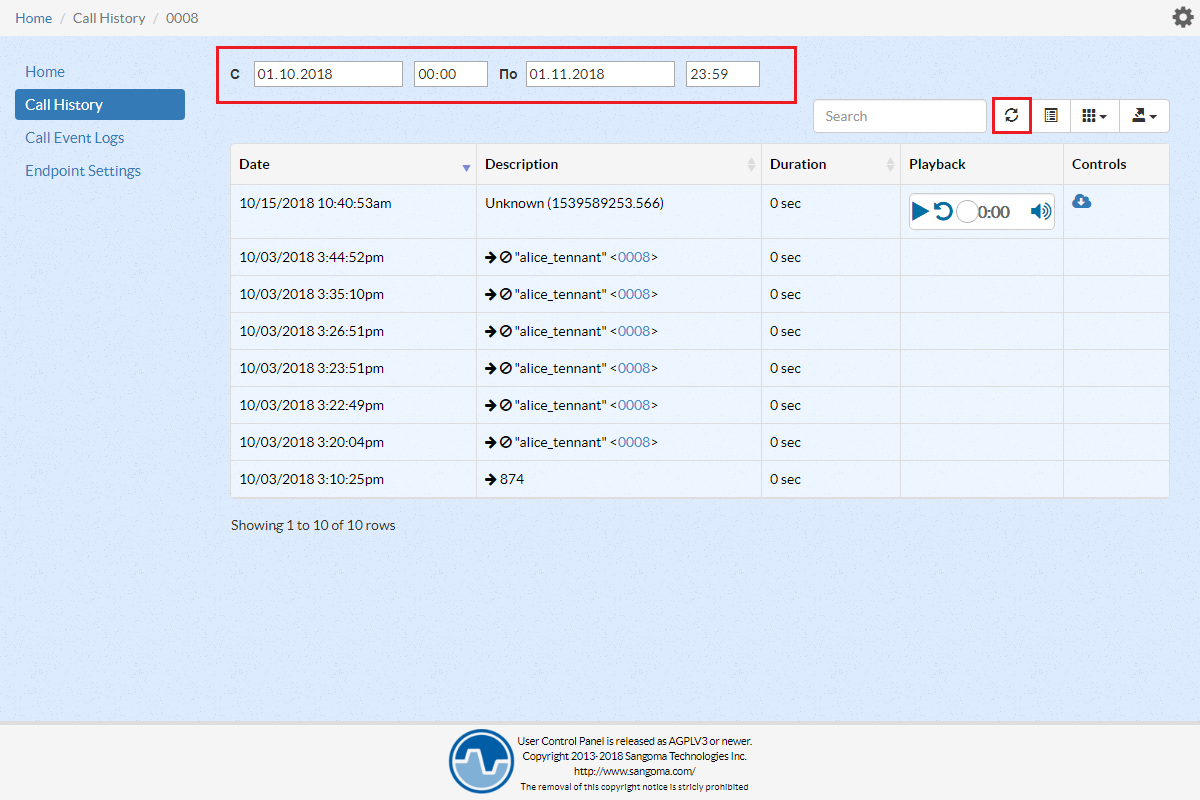 Home / Call History / 0008
Home
Call History
Call Event Logs
Endpoint Settings
С 01.10.2018 00:00 По 01.11.2018 23:59
Search
Date Description Duration Playback Controls
10/15/2018 10:40:53am Unknown (1539589253.566) 0 sec 0:00
10/03/2018 3:44:52pm "alice_tennant" <0008> 0 sec
10/03/2018 3:35:10pm "alice_tennant" <0008> 0 sec
10/03/2018 3:26:51pm "alice_tennant" <0008> 0 sec
10/03/2018 3:23:51pm "alice_tennant" <0008> 0 sec
10/03/2018 3:22:49pm "alice_tennant" <0008> 0 sec
10/03/2018 3:20:04pm "alice_tennant" <0008> 0 sec
10/03/2018 3:10:25pm 874 0 sec
Showing 1 to 10 of 10 rows
User Control Panel is released as AGPLV3 or newer.
Copyright 2013-2018 Sangoma Technologies Inc.
http://www.sangoma.com/
The removal of this copyright notice is stricly prohibited